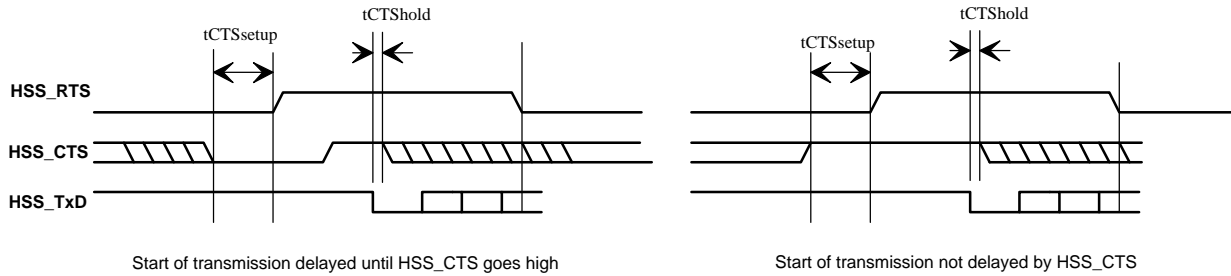 tCTShold
tCTSsetup
HSS_RTS
HSS_CTS
HSS_TxD
Start of transmission delayed until HSS_CTS goes high
tCTShold
tCTSsetup
Start of transmission not delayed by HSS_CTS